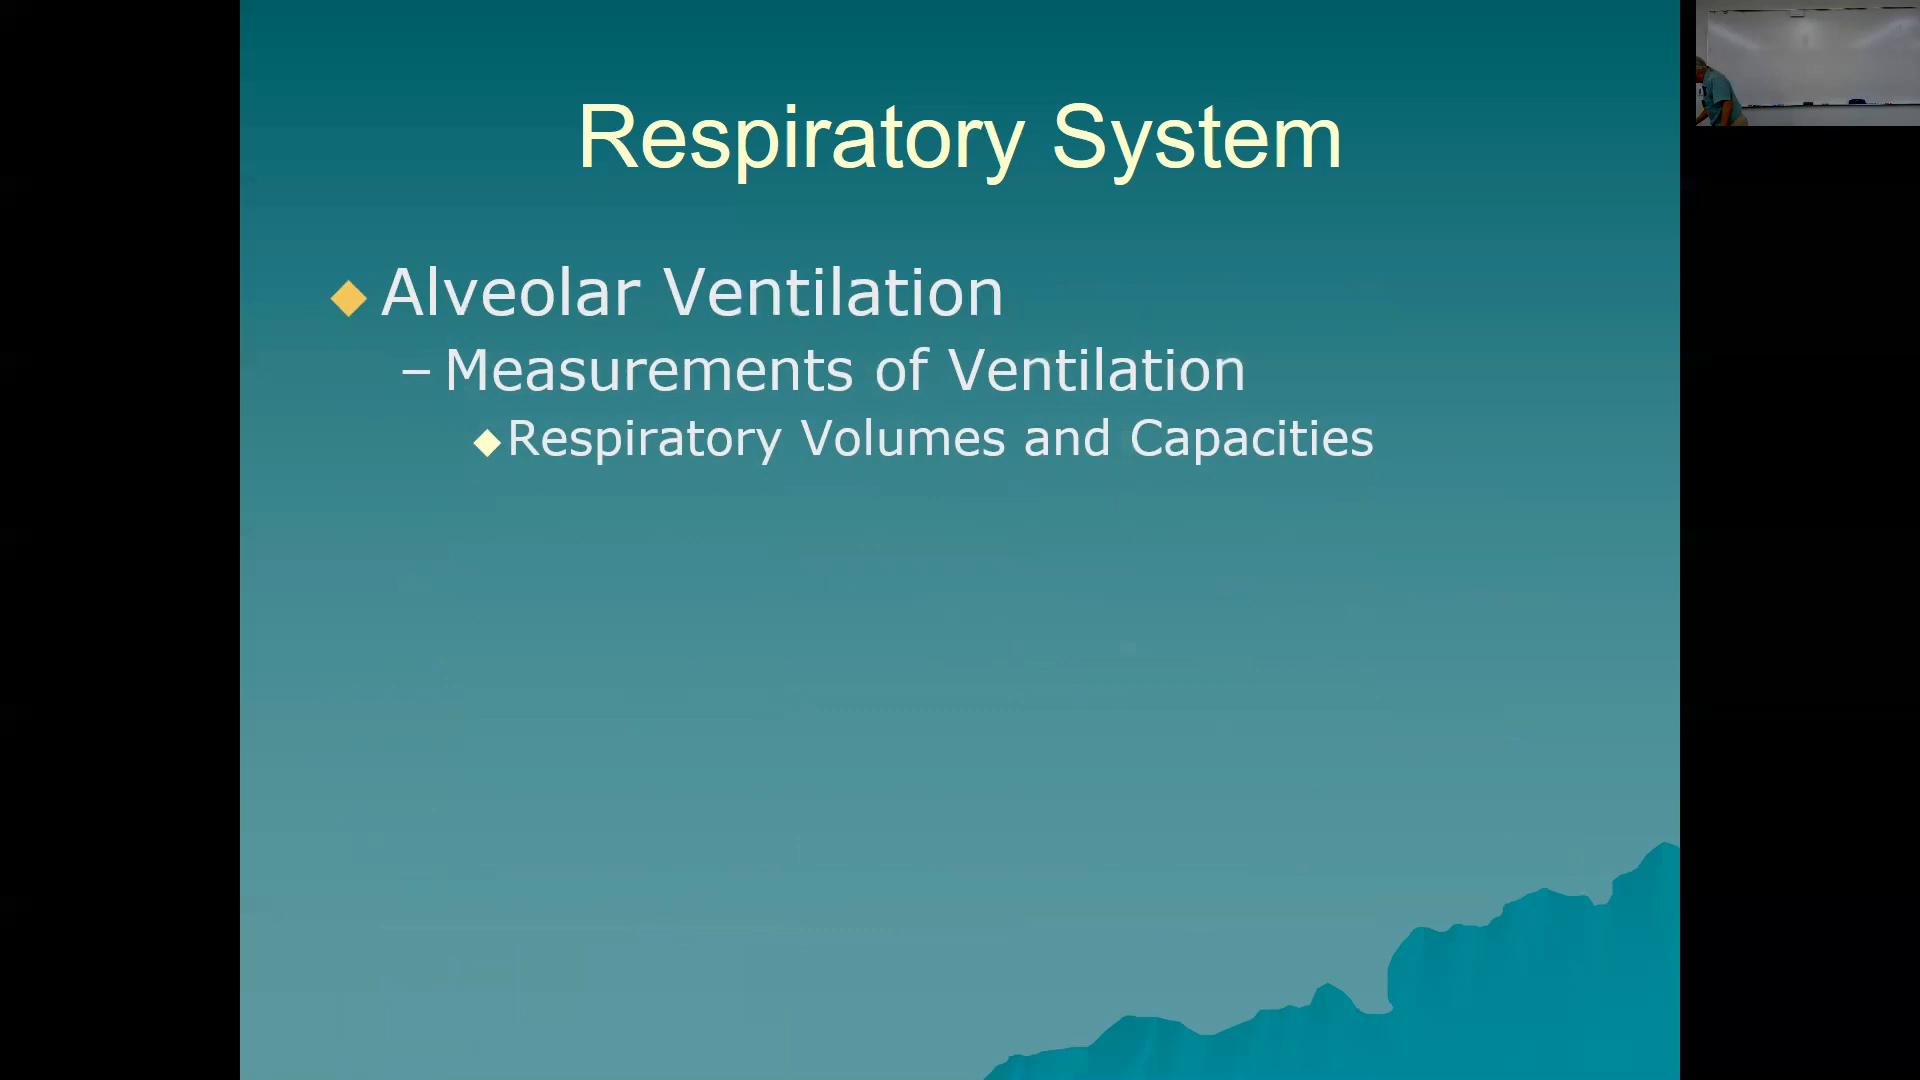 Respiratory System
Alveolar Ventilation
– Measurements of Ventilation
Respiratory Volumes and Capacities